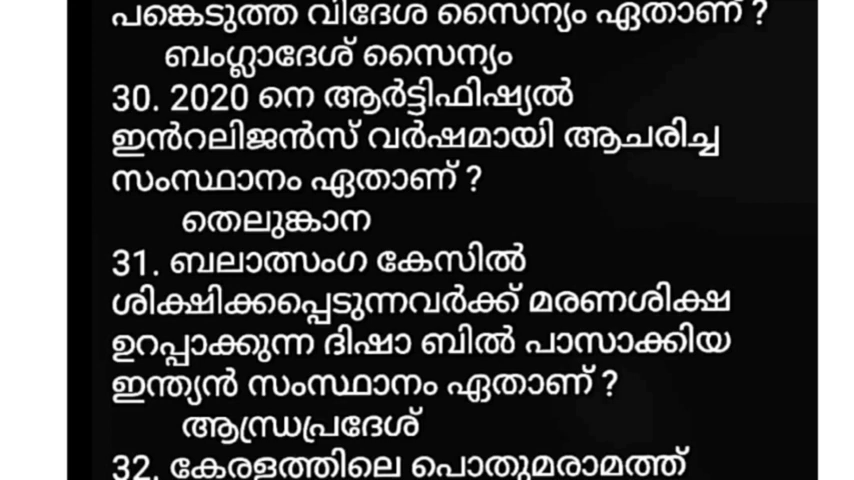 പങ്കെടുത്ത വിദേശ സൈന്യം ഏതാണ് ?
ബംഗ്ലാദേശ് സൈന്യം
30. 2020 നെ ആർട്ടിഫിഷ്യൽ
ഇൻറലിജൻസ് വർഷമായി ആചരിച്ച
സംസ്ഥാനം ഏതാണ് ?
തെലുങ്കാന
31. ബലാത്സംഗ കേസിൽ
ശിക്ഷിക്കപ്പെടുന്നവർക്ക് മരണശിക്ഷ
ഉറപ്പാക്കുന്ന ദിഷാ ബിൽ പാസാക്കിയ
ഇന്ത്യൻ സംസ്ഥാനം ഏതാണ് ?
ആന്ധ്രപ്രദേശ്
32. കേരളത്തിലെ പൊതുമരാമത്ത്